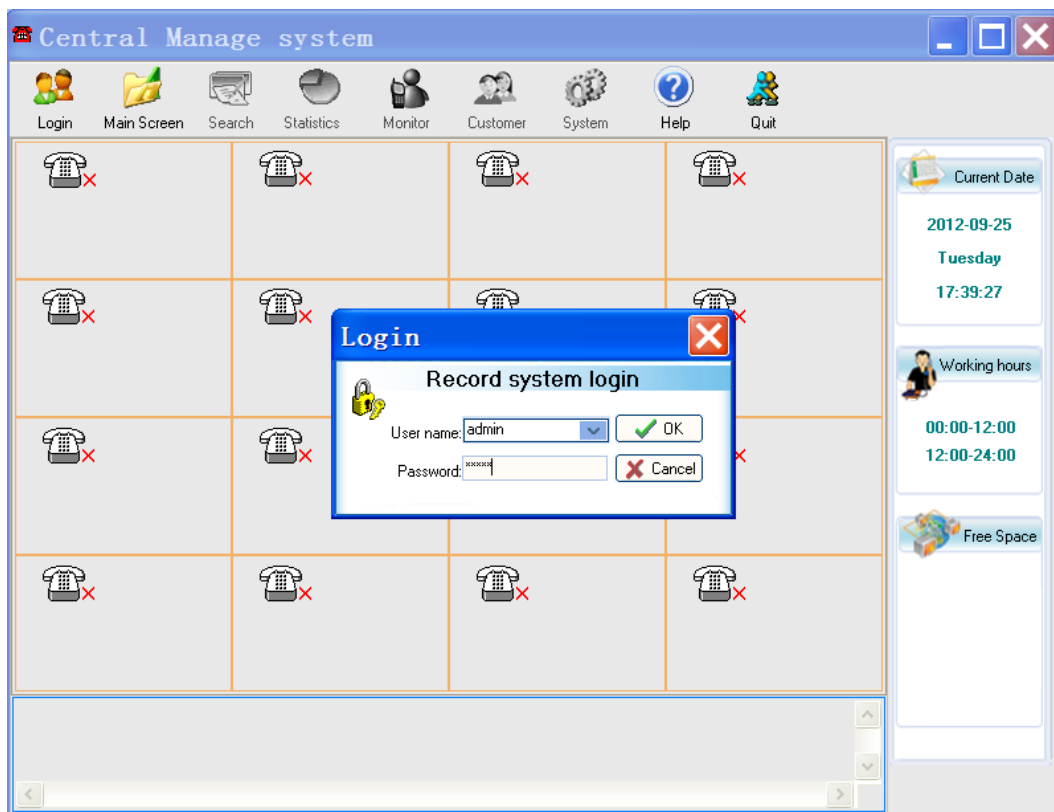 Central Manage system
Login Main Screen Search Statistics Monitor Customer System Help Quit
Current Date
2012-09-25
Tuesday
17:39:27
Login
Record system login
User name: admin OK
Password: xxxxx Cancel
Working hours
00:00-12:00
12:00-24:00
Free Space